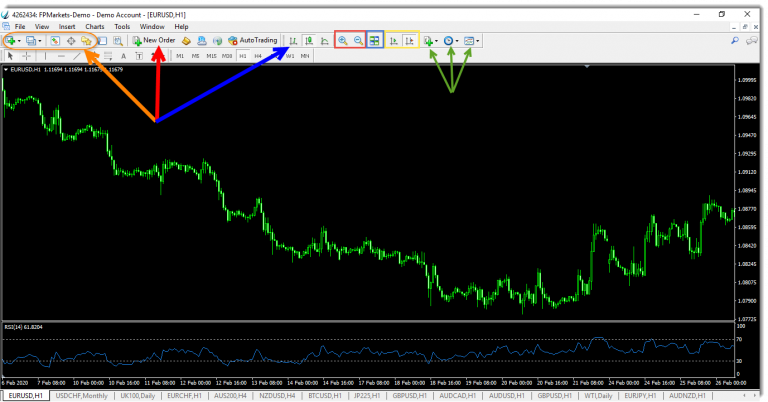 4262434: FPMarkets-Demo - Demo Account - [EURUSD,H1]
File View Insert Charts Tools Window Help
New Order AutoTrading
A T M1 M5 M15 M30 H1 H4 W1 MN
EURUSD,H1 1.11694 1.11694 1.11679
1.09995
1.09820
1.09645
1.09470
1.09295
1.09120
1.08945
1.08770
1.08595
1.08420
1.08245
1.08075
1.07900
1.07725
RSI(14) 61.8204
100
70
30
0
6 Feb 2020 7 Feb 08:00 10 Feb 00:00 10 Feb 16:00 11 Feb 08:00 12 Feb 00:00 12 Feb 16:00 13 Feb 08:00 14 Feb 00:00 14 Feb 16:00 17 Feb 08:00 18 Feb 00:00 18 Feb 16:00 19 Feb 08:00 20 Feb 00:00 20 Feb 16:00 21 Feb 08:00 24 Feb 00:00 24 Feb 16:00 25 Feb 08:00 26 Feb 00:00
EURUSD,H1 USDCHF,Monthly UK100,Daily EURCHF,H1 AUS200,H4 NZDUSD,H4 BTCUSD,H1 JP225,H1 GBPUSD,H1 AUDCAD,H1 AUDUSD,H1 GBPUSD,H1 WTI,Daily EURJPY,H1 AUDNZD,H1